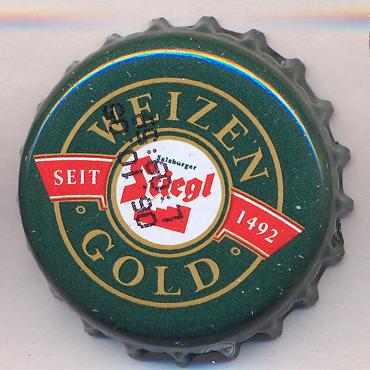 WEIZEN
SEIT
Salzburger
Stiegl
1492
GOLD